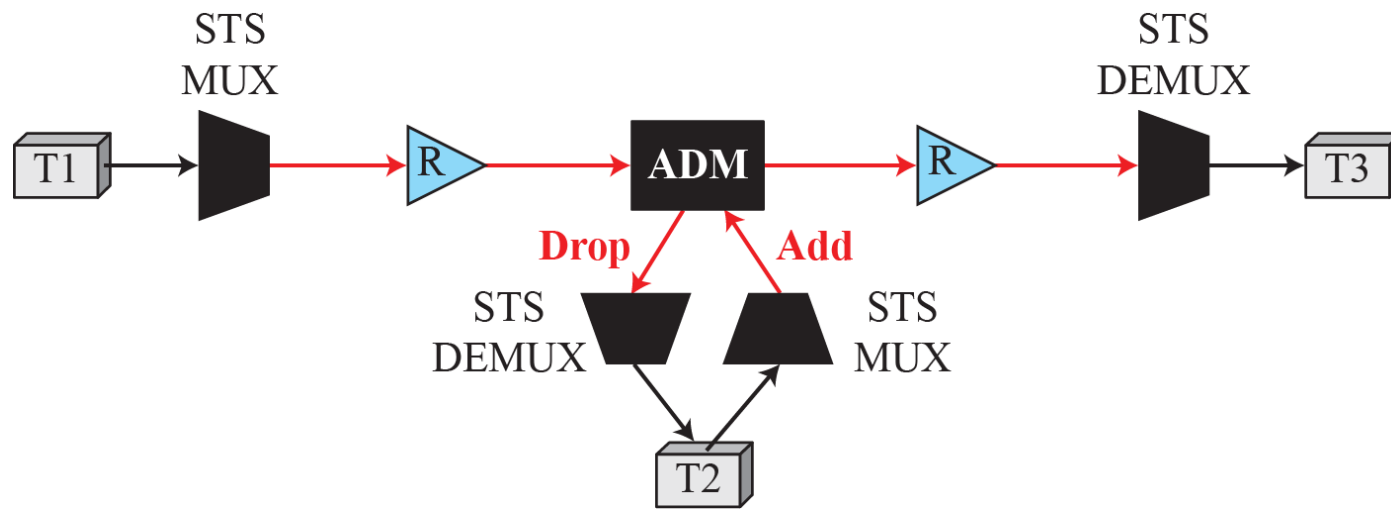 STS
MUX
STS
DEMUX
T1
R
ADM
R
T3
Drop
Add
STS
DEMUX
STS
MUX
T2